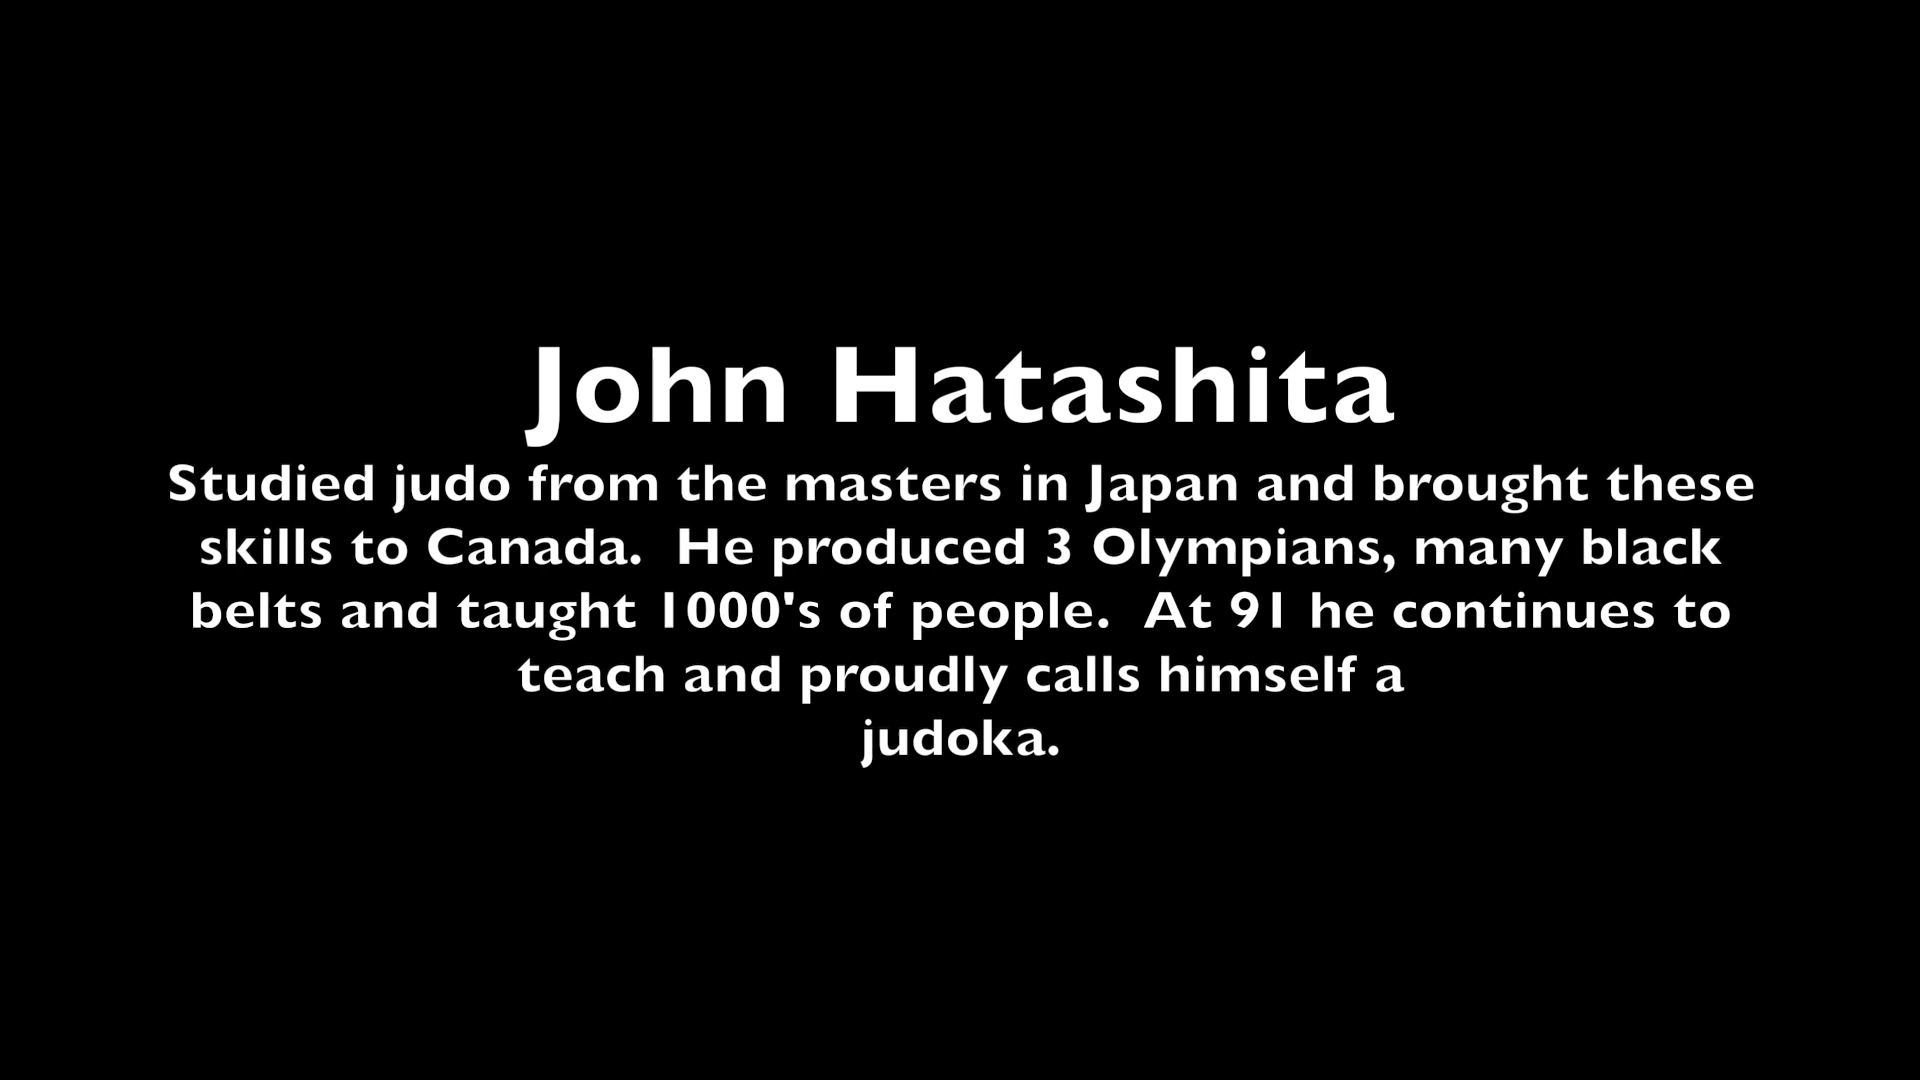 John Hatashita
Studied judo from the masters in Japan and brought these
skills to Canada.  He produced 3 Olympians, many black
belts and taught 1000's of people.  At 91 he continues to
teach and proudly calls himself a
judoka.